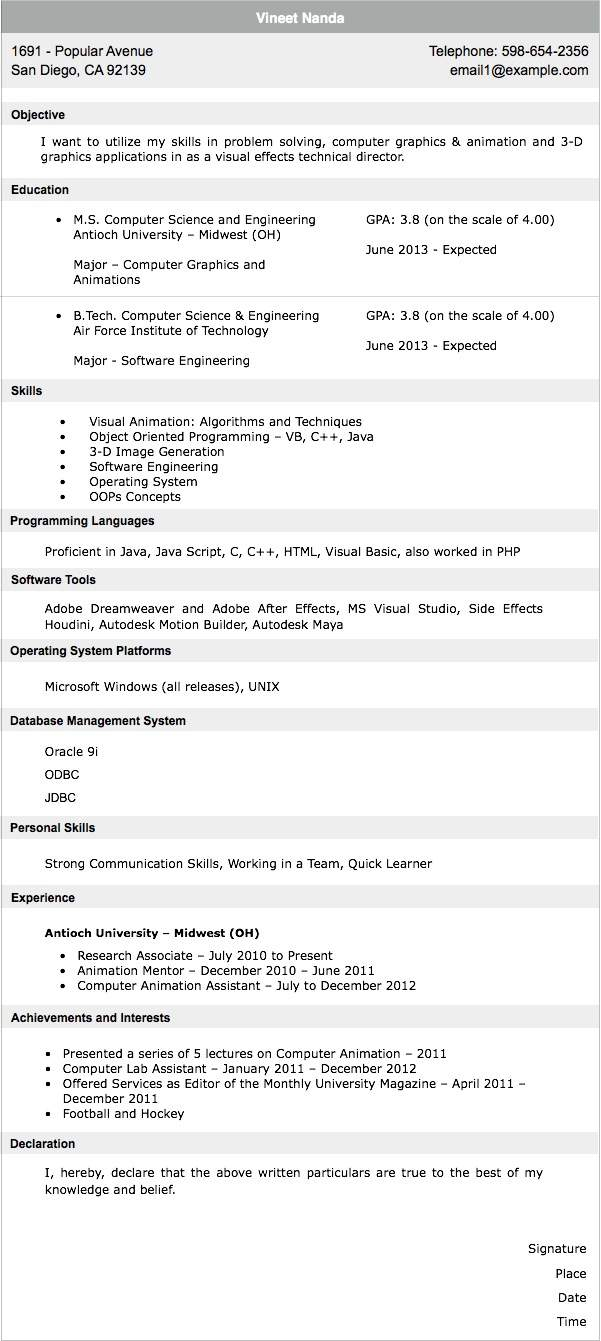 Vineet Nanda
1691 - Popular Avenue
Telephone: 598-654-2356
San Diego, CA 92139
email1@example.com
Objective
I want to utilize my skills in problem solving, computer graphics & animation and 3-D
graphics applications in as a visual effects technical director.
Education
• M.S. Computer Science and Engineering
Antioch University – Midwest (OH)
Major – Computer Graphics and
Animations
GPA: 3.8 (on the scale of 4.00)
June 2013 - Expected
• B.Tech. Computer Science & Engineering
Air Force Institute of Technology
Major - Software Engineering
GPA: 3.8 (on the scale of 4.00)
June 2013 - Expected
Skills
• Visual Animation: Algorithms and Techniques
• Object Oriented Programming – VB, C++, Java
• 3-D Image Generation
• Software Engineering
• Operating System
• OOPs Concepts
Programming Languages
Proficient in Java, Java Script, C, C++, HTML, Visual Basic, also worked in PHP
Software Tools
Adobe Dreamweaver and Adobe After Effects, MS Visual Studio, Side Effects
Houdini, Autodesk Motion Builder, Autodesk Maya
Operating System Platforms
Microsoft Windows (all releases), UNIX
Database Management System
Oracle 9i
ODBC
JDBC
Personal Skills
Strong Communication Skills, Working in a Team, Quick Learner
Experience
Antioch University – Midwest (OH)
• Research Associate – July 2010 to Present
• Animation Mentor – December 2010 – June 2011
• Computer Animation Assistant – July to December 2012
Achievements and Interests
▪ Presented a series of 5 lectures on Computer Animation – 2011
▪ Computer Lab Assistant – January 2011 – December 2012
▪ Offered Services as Editor of the Monthly University Magazine – April 2011 –
December 2011
▪ Football and Hockey
Declaration
I, hereby, declare that the above written particulars are true to the best of my
knowledge and belief.
Signature
Place
Date
Time